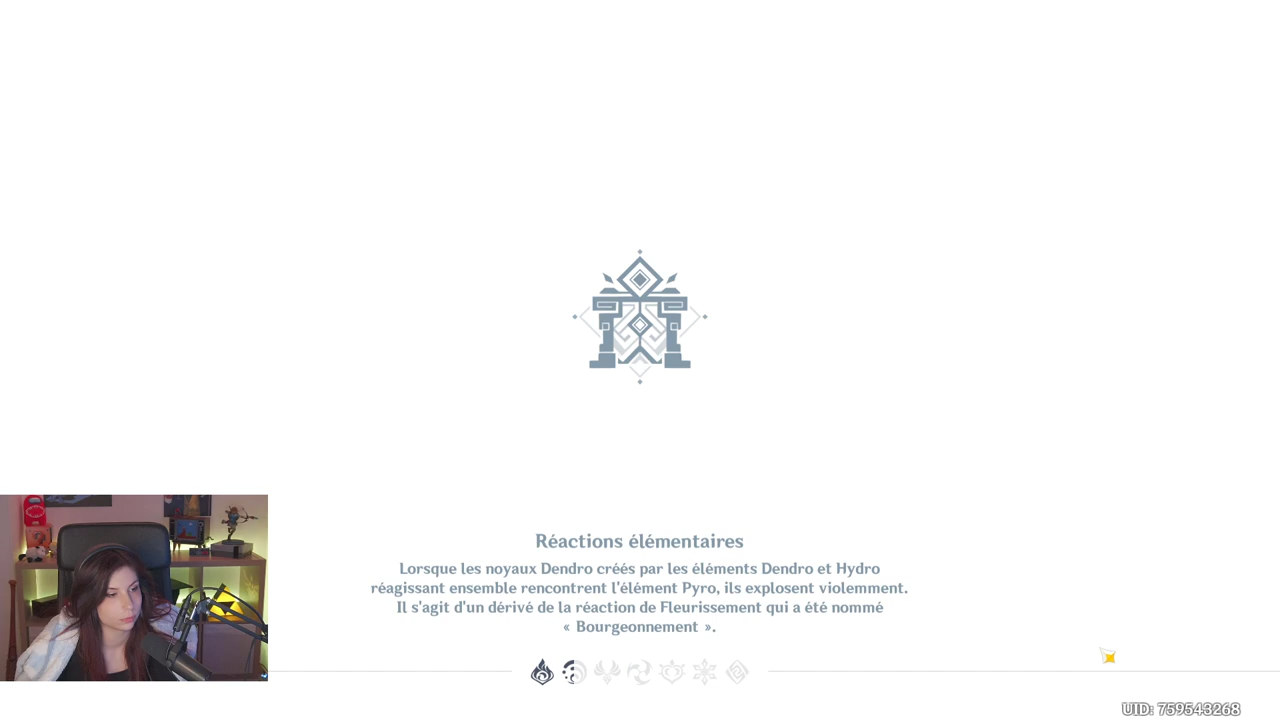 Réactions élémentaires
Lorsque les noyaux Dendro créés par les éléments Dendro et Hydro
réagissant ensemble rencontrent l'élément Pyro, ils explosent violemment.
Il s'agit d'un dérivé de la réaction de Fleurissement qui a été nommé
« Bourgeonnement ».
UID: 759543268